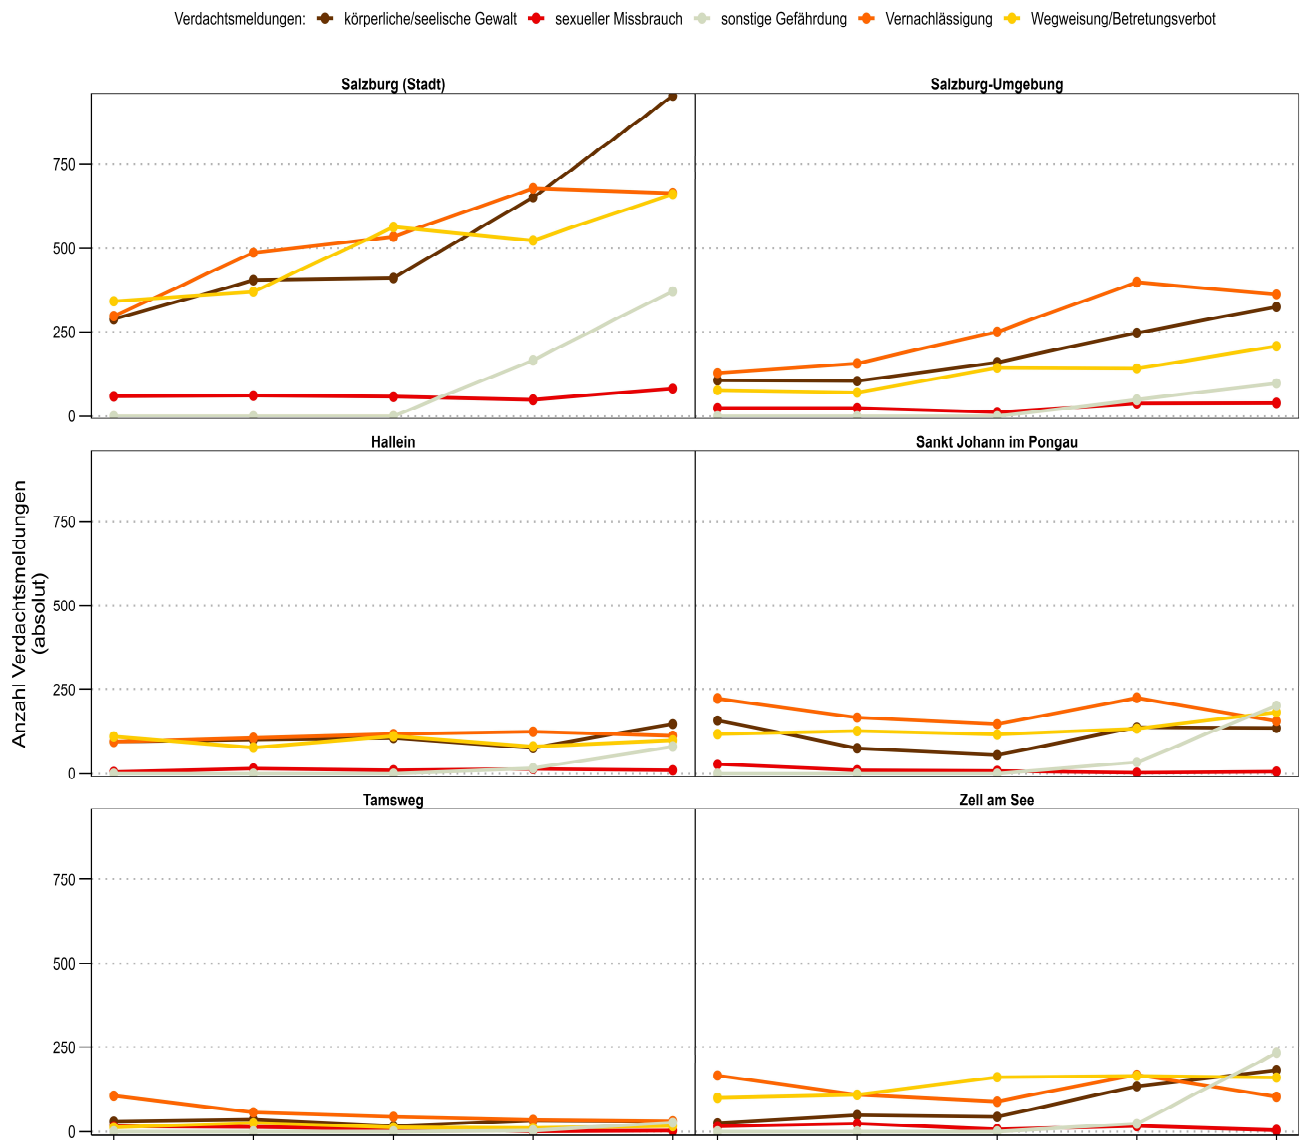 Verdachtsmeldungen: körperliche/seelische Gewalt sexueller Missbrauch sonstige Gefährdung Vernachlässigung Wegweisung/Betretungsverbot
Salzburg (Stadt) Salzburg-Umgebung
750
500
250
0
Hallein Sankt Johann im Pongau
Anzahl Verdachtsmeldungen
(absolut)
750
500
250
0
Tamsweg Zell am See
750
500
250
0